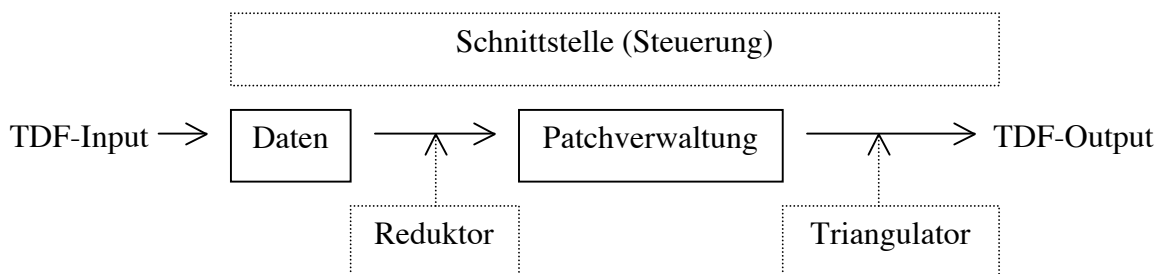 Schnittstelle (Steuerung)
TDF-Input
Daten
Patchverwaltung
TDF-Output
Reduktor
Triangulator